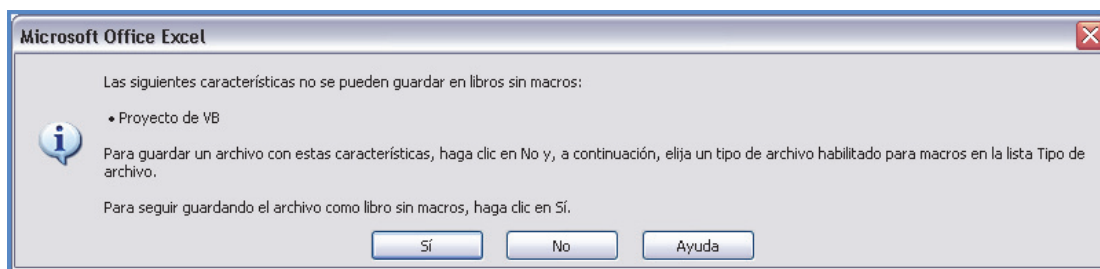 Microsoft Office Excel
Las siguientes características no se pueden guardar en libros sin macros:
• Proyecto de VB
Para guardar un archivo con estas características, haga clic en No y, a continuación, elija un tipo de archivo habilitado para macros en la lista Tipo de
archivo.
Para seguir guardando el archivo como libro sin macros, haga clic en Sí.
Sí No Ayuda